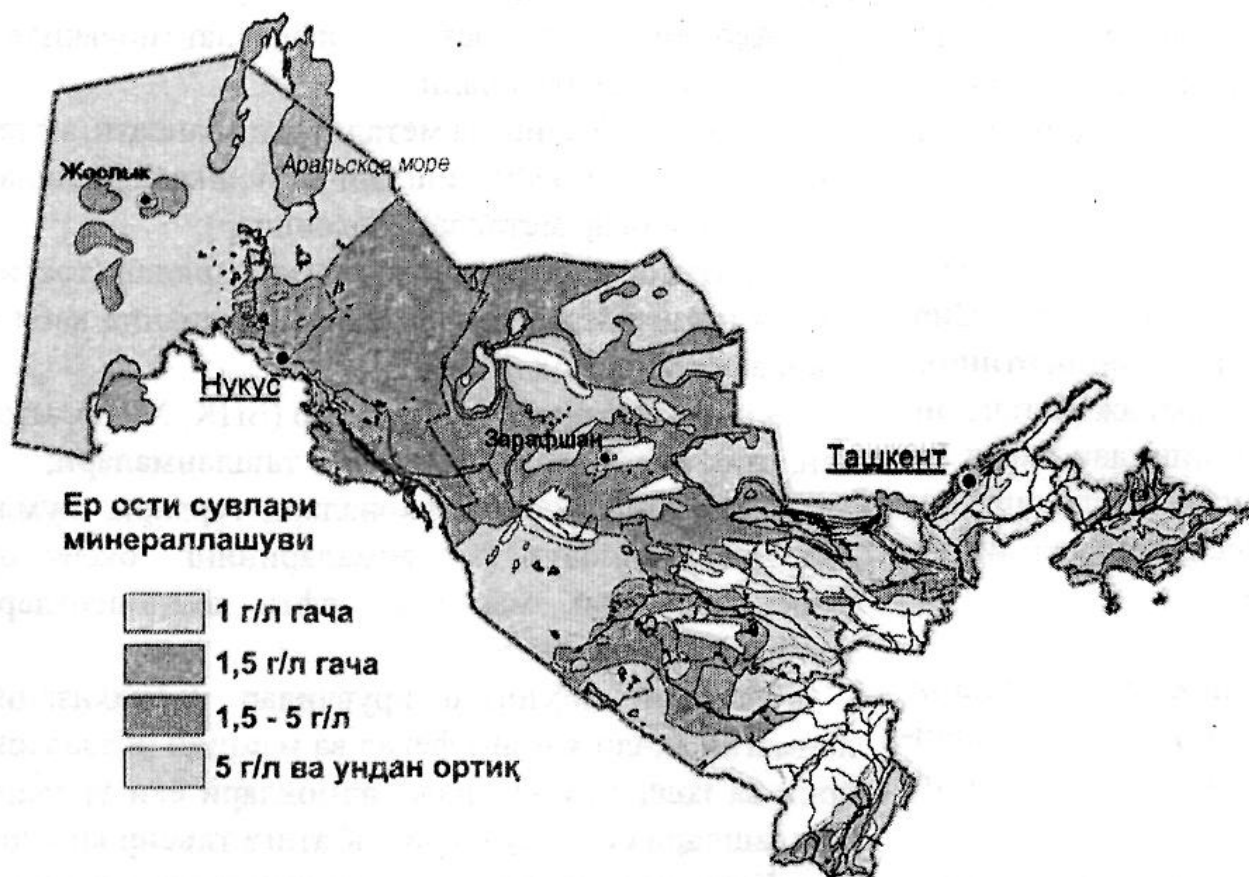 Жослык
Аральское море
Нукус
Зарафшан
Ташкент
Ер ости сувлари
минераллашуви
1 г/л гача
1,5 г/л гача
1,5 - 5 г/л
5 г/л ва ундан ортиқ